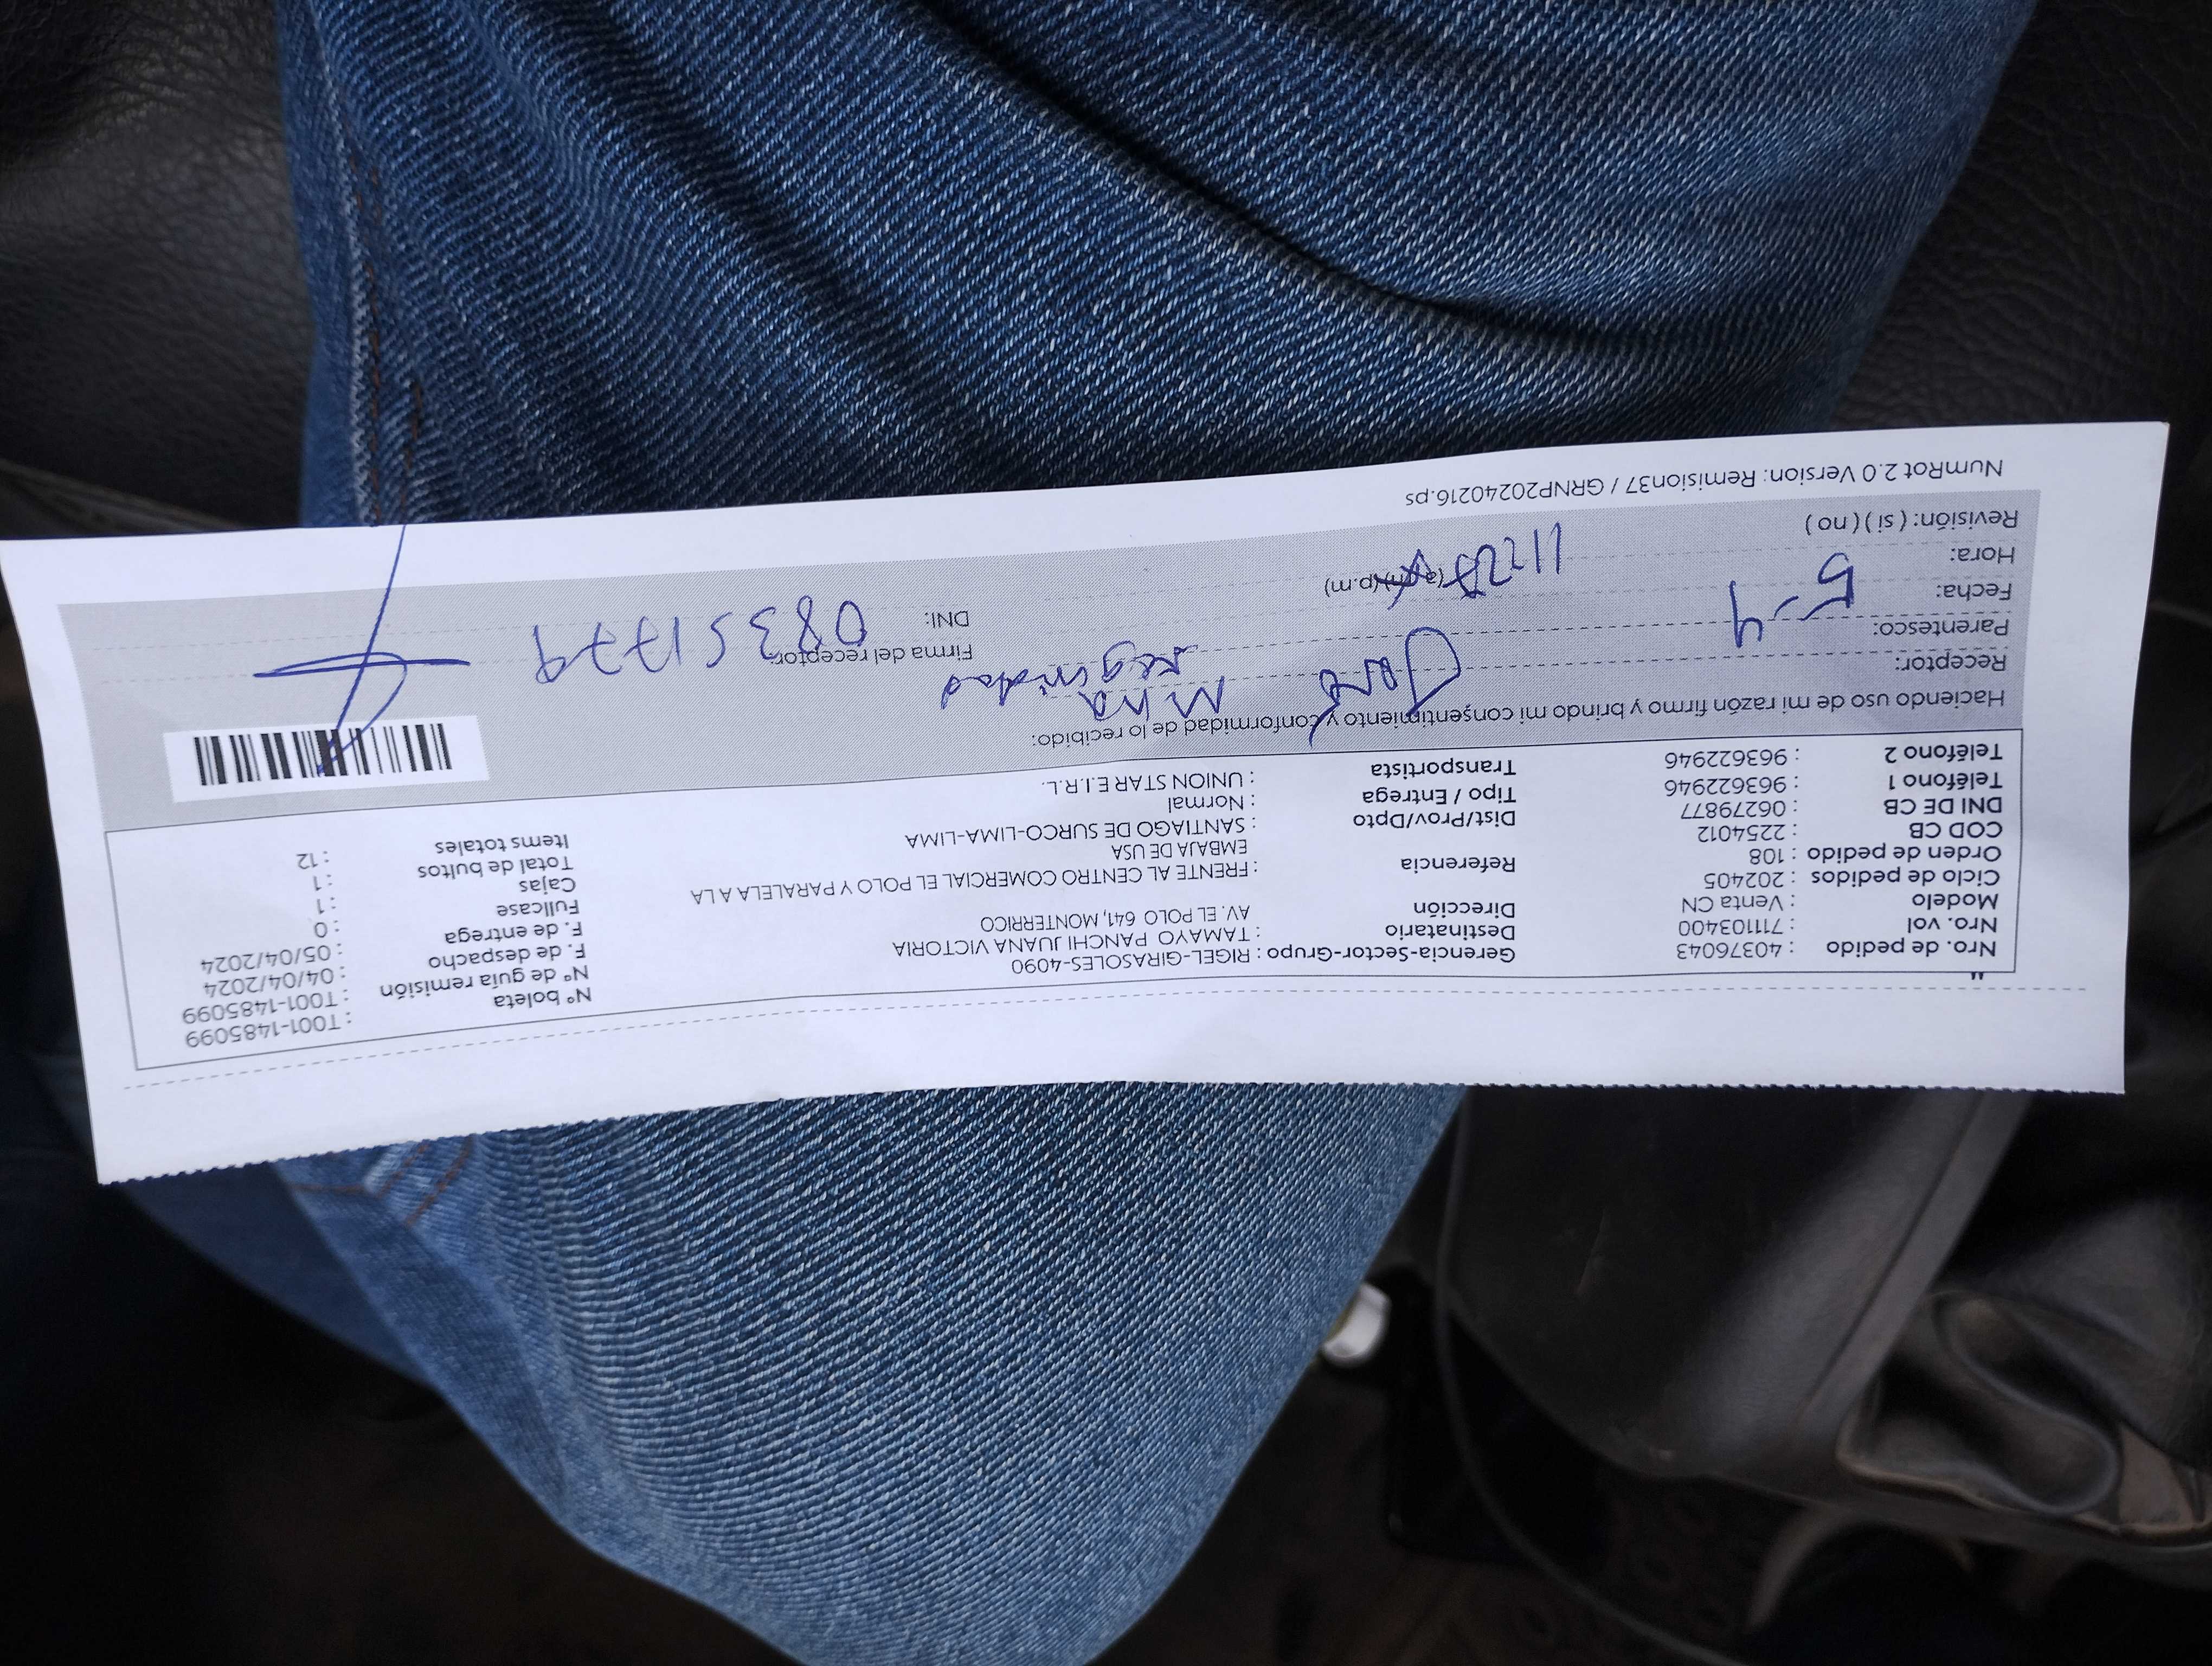 Nro. de pedido : 40376043
Nro. vol : 711103400
Modelo : Venta CN
Ciclo de pedidos : 202405
Orden de pedido : 108
COD CB : 2254012
DNI DE CB : 06279877
Teléfono 1 : 963622946
Teléfono 2 : 963622946
Gerencia-Sector-Grupo : RIGEL-GIRASOLES-4090
Destinatario : TAMAYO PANCHI JUANA VICTORIA
Dirección AV. EL POLO 641, MONTERRICO
Referencia : FRENTE AL CENTRO COMERCIAL EL POLO Y PARALELA A LA
EMBAJA DE USA
Dist/Prov/Dpto : SANTIAGO DE SURCO-LIMA-LIMA
Tipo / Entrega : Normal
Transportista : UNION STAR E.I.R.L.
N° boleta : T001-1485099
N° de guía remisión : T001-1485099
F. de despacho : 04/04/2024
F. de entrega : 05/04/2024
Fullcase : 0
Cajas : 1
Total de bultos : 1
Items totales : 12
Haciendo uso de mi razón firmo y brindo mi consentimiento y conformidad de lo recibido:
Receptor: José
Parentesco: seguridad
Fecha: 5-4
Hora: (p.m)
Revisión: ( si ) ( no )
Firma del receptor
DNI: 08351779
NumRot 2.0 Version: Remision37 / GRNP20240216.ps